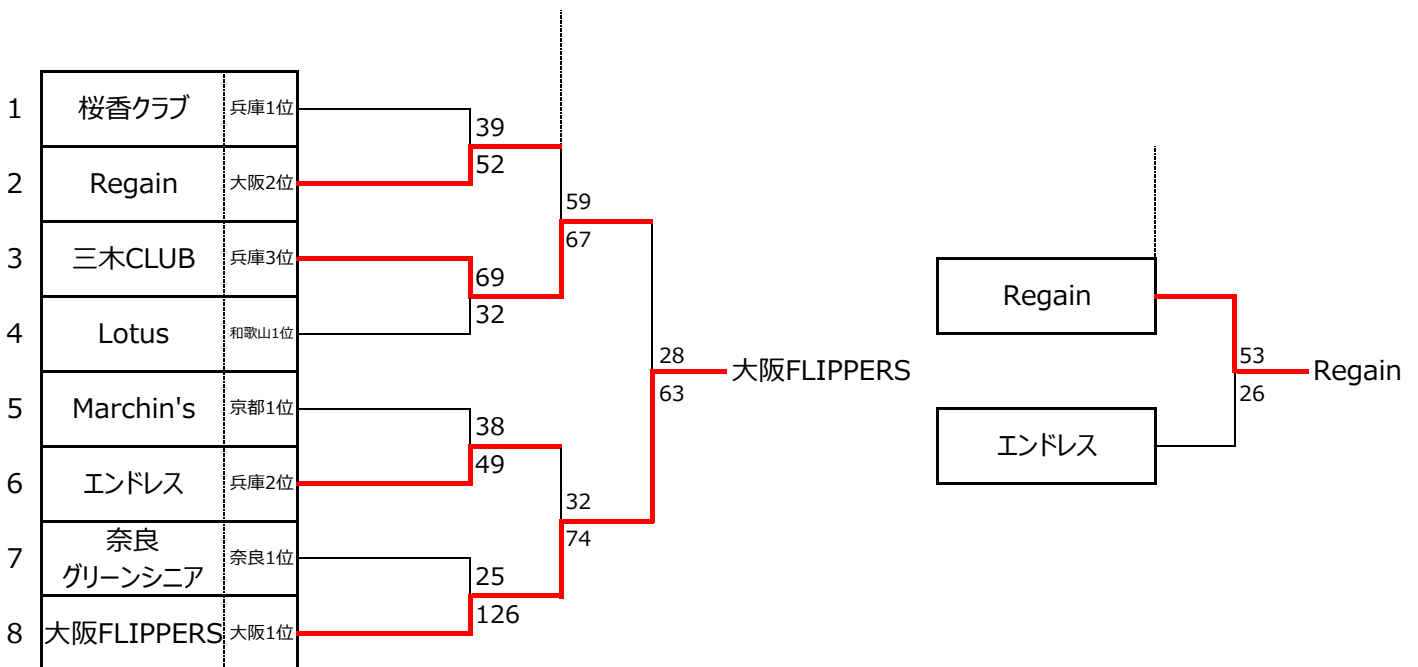 1 桜香クラブ 兵庫1位
39
52
2 Regain 大阪2位
59
67
3 三木CLUB 兵庫3位
69
32
4 Lotus 和歌山1位
28
63
大阪FLIPPERS
5 Marchin's 京都1位
38
49
6 エンドレス 兵庫2位
32
74
7 奈良
グリーンシニア 奈良1位
25
126
8 大阪FLIPPERS 大阪1位
Regain
53
26
Regain
エンドレス